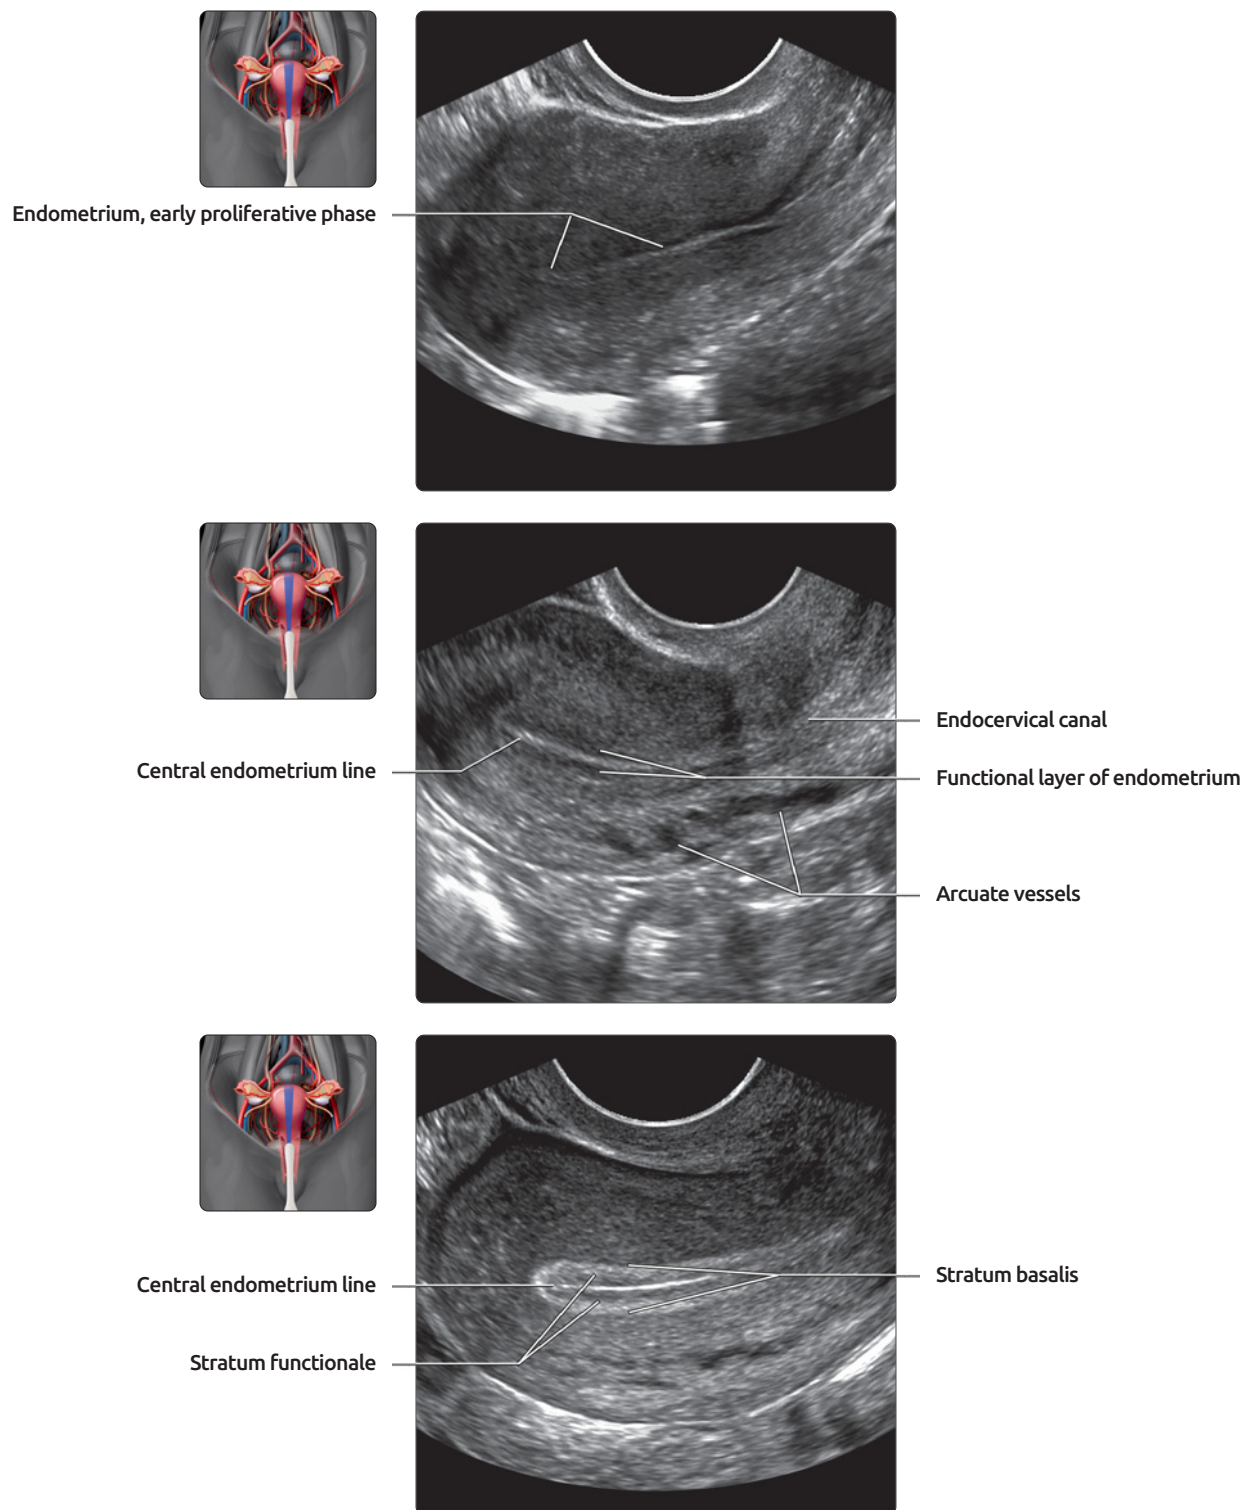 Endometrium, early proliferative phase
Endocervical canal
Central endometrium line
Functional layer of endometrium
Arcuate vessels
Central endometrium line
Stratum basalis
Stratum functionale